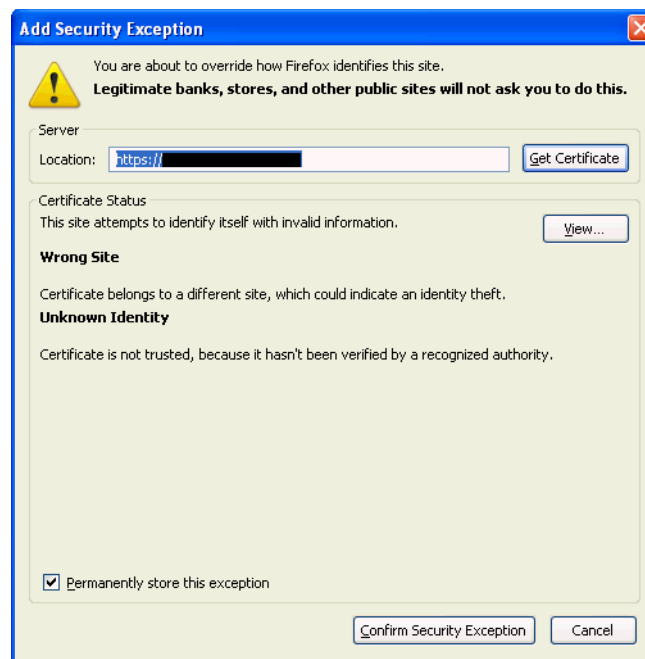 Add Security Exception
You are about to override how Firefox identifies this site.
Legitimate banks, stores, and other public sites will not ask you to do this.
Server
Location: https:// Get Certificate
Certificate Status
This site attempts to identify itself with invalid information.
View...
Wrong Site
Certificate belongs to a different site, which could indicate an identity theft.
Unknown Identity
Certificate is not trusted, because it hasn't been verified by a recognized authority.
Permanently store this exception
Confirm Security Exception Cancel